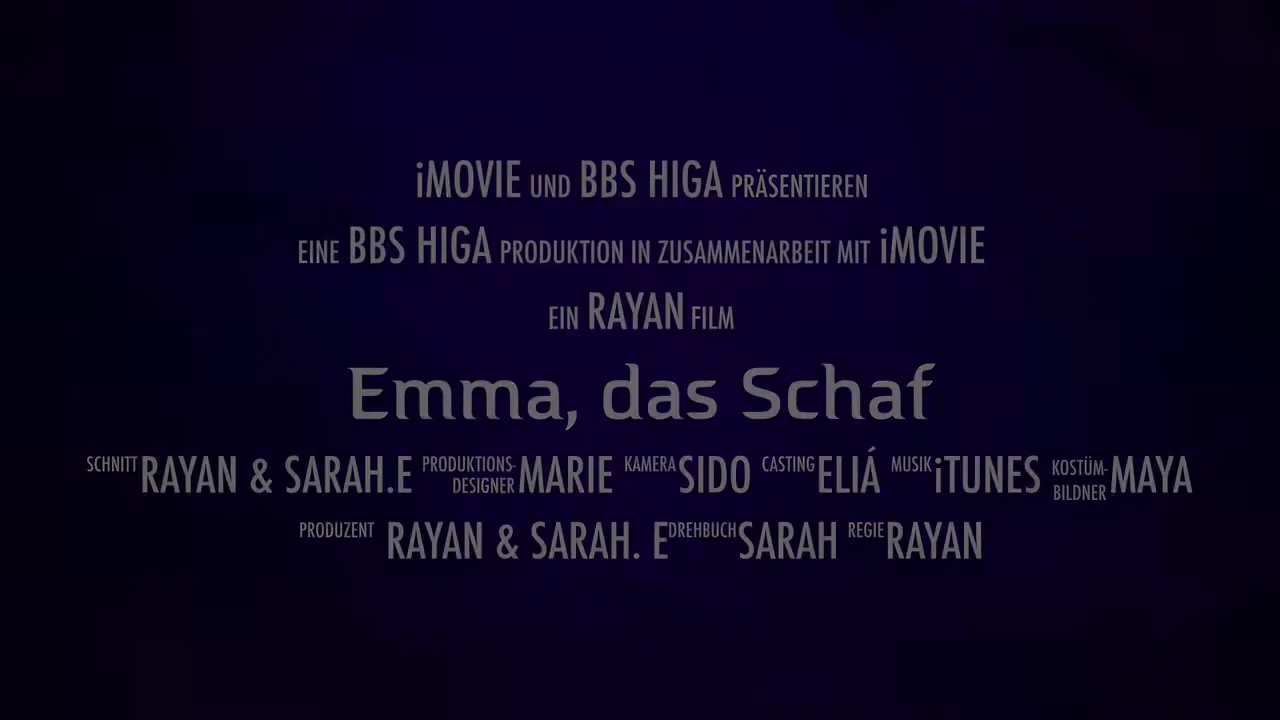 iMOVIE UND BBS HIGA PRÄSENTIEREN
EINE BBS HIGA PRODUKTION IN ZUSAMMENARBEIT MIT iMOVIE
EIN RAYAN FILM
Emma, das Schaf
SCHNITT RAYAN & SARAH.E PRODUKTIONS-DESIGNER MARIE KAMERA SIDO CASTING ELIÁ MUSIK iTUNES KOSTÜM-BILDNER MAYA
PRODUZENT RAYAN & SARAH. E DREHBUCH SARAH REGIE RAYAN